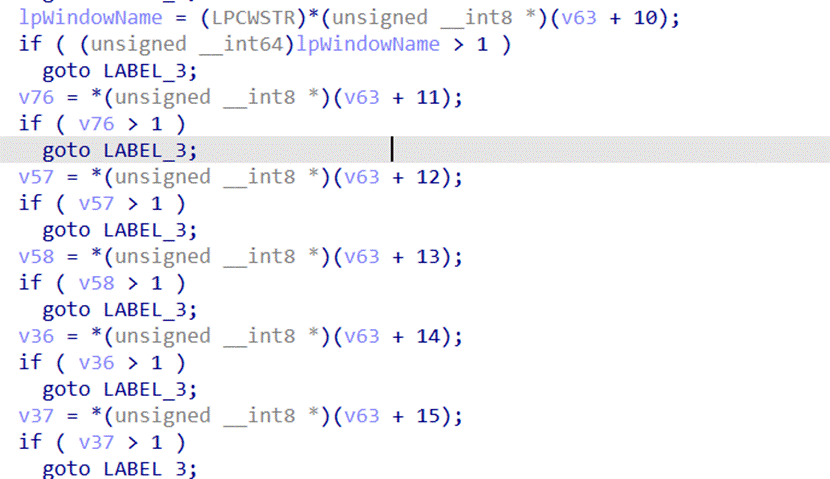 lpWindowName = (LPCWSTR)*(unsigned __int8 *)(v63 + 10);
if ( (unsigned __int64)lpWindowName > 1 )
goto LABEL_3;
v76 = *(unsigned __int8 *)(v63 + 11);
if ( v76 > 1 )
goto LABEL_3;
v57 = *(unsigned __int8 *)(v63 + 12);
if ( v57 > 1 )
goto LABEL_3;
v58 = *(unsigned __int8 *)(v63 + 13);
if ( v58 > 1 )
goto LABEL_3;
v36 = *(unsigned __int8 *)(v63 + 14);
if ( v36 > 1 )
goto LABEL_3;
v37 = *(unsigned __int8 *)(v63 + 15);
if ( v37 > 1 )
goto LABEL_3;